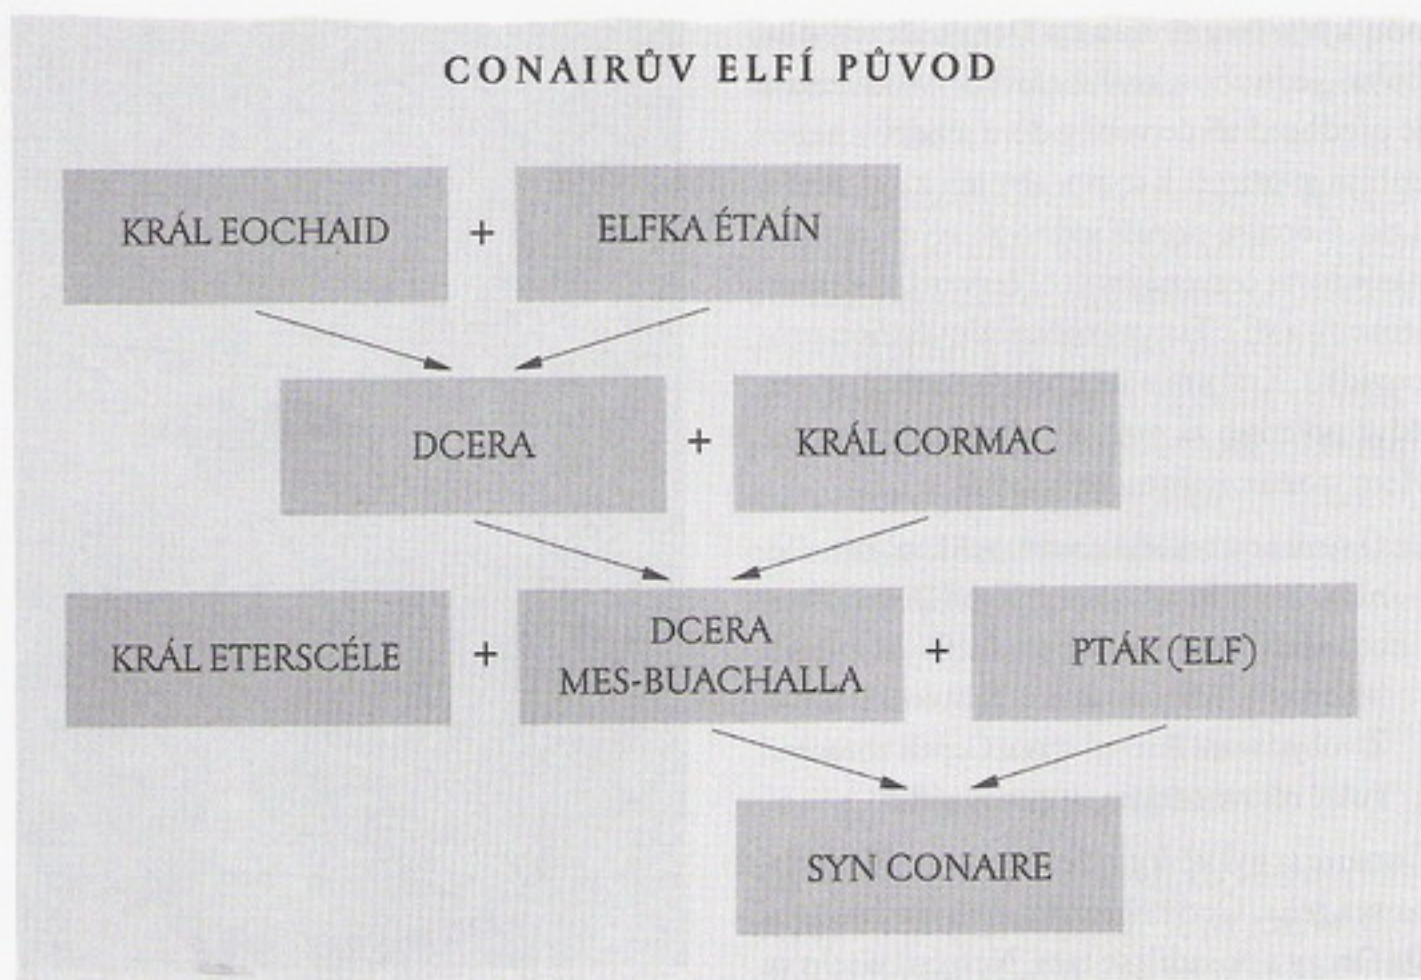 CONAIRŮV ELFÍ PŮVOD
KRÁL EOCHAID + ELFKA ÉTAÍN
DCERA + KRÁL CORMAC
KRÁL ETERSCÉLE + DCERA MES-BUACHALLA + PTÁK (ELF)
SYN CONAIRE